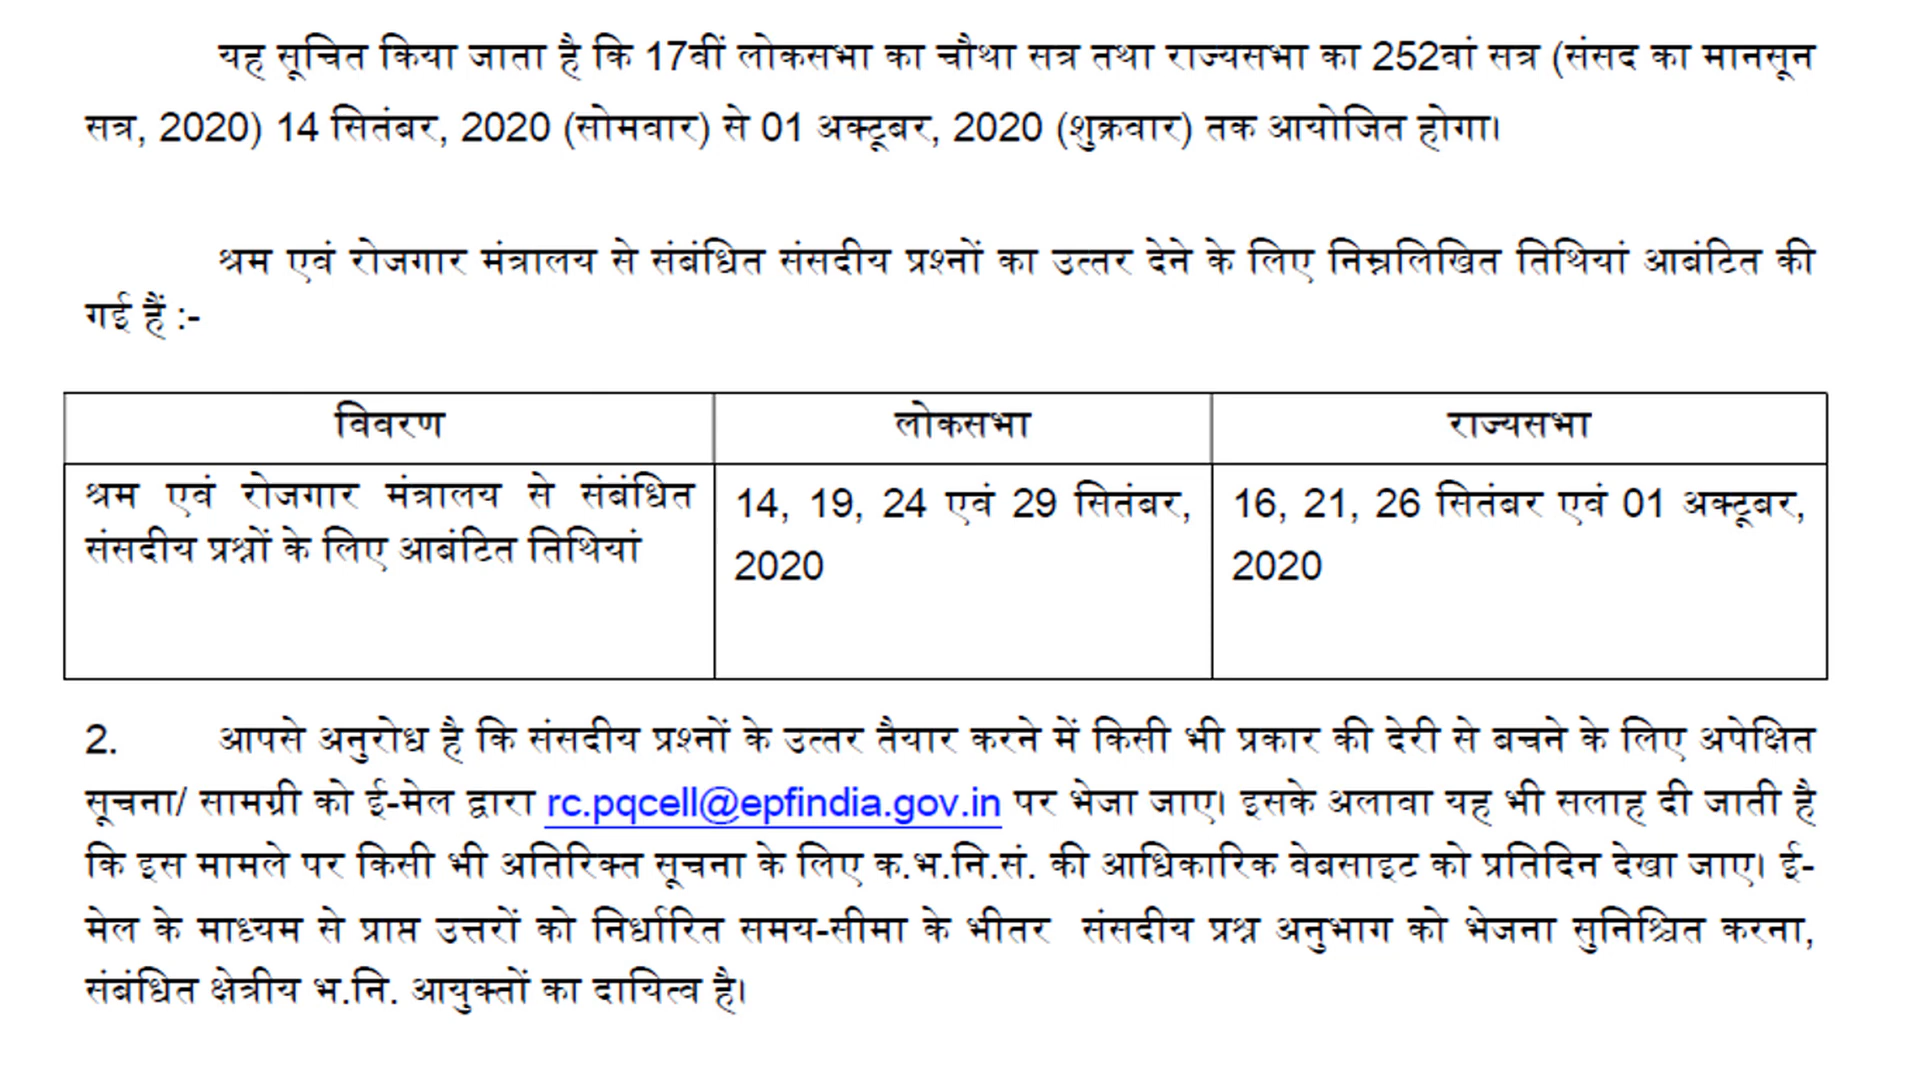 यह सूचित किया जाता है कि 17वीं लोकसभा का चौथा सत्र तथा राज्यसभा का 252वां सत्र (संसद का मानसून
सत्र, 2020) 14 सितंबर, 2020 (सोमवार) से 01 अक्टूबर, 2020 (शुक्रवार) तक आयोजित होगा।
श्रम एवं रोजगार मंत्रालय से संबंधित संसदीय प्रश्नों का उत्तर देने के लिए निम्नलिखित तिथियां आबंटित की
गई हैं :-
विवरण लोकसभा राज्यसभा
श्रम एवं रोजगार मंत्रालय से संबंधित
संसदीय प्रश्नों के लिए आबंटित तिथियां
14, 19, 24 एवं 29 सितंबर,
2020
16, 21, 26 सितंबर एवं 01 अक्टूबर,
2020
2. आपसे अनुरोध है कि संसदीय प्रश्नों के उत्तर तैयार करने में किसी भी प्रकार की देरी से बचने के लिए अपेक्षित
सूचना/ सामग्री को ई-मेल द्वारा rc.pqcell@epfindia.gov.in पर भेजा जाए। इसके अलावा यह भी सलाह दी जाती है
कि इस मामले पर किसी भी अतिरिक्त सूचना के लिए क.भ.नि.सं. की आधिकारिक वेबसाइट को प्रतिदिन देखा जाए। ई-
मेल के माध्यम से प्राप्त उत्तरों को निर्धारित समय-सीमा के भीतर संसदीय प्रश्न अनुभाग को भेजना सुनिश्चित करना,
संबंधित क्षेत्रीय भ.नि. आयुक्तों का दायित्व है।